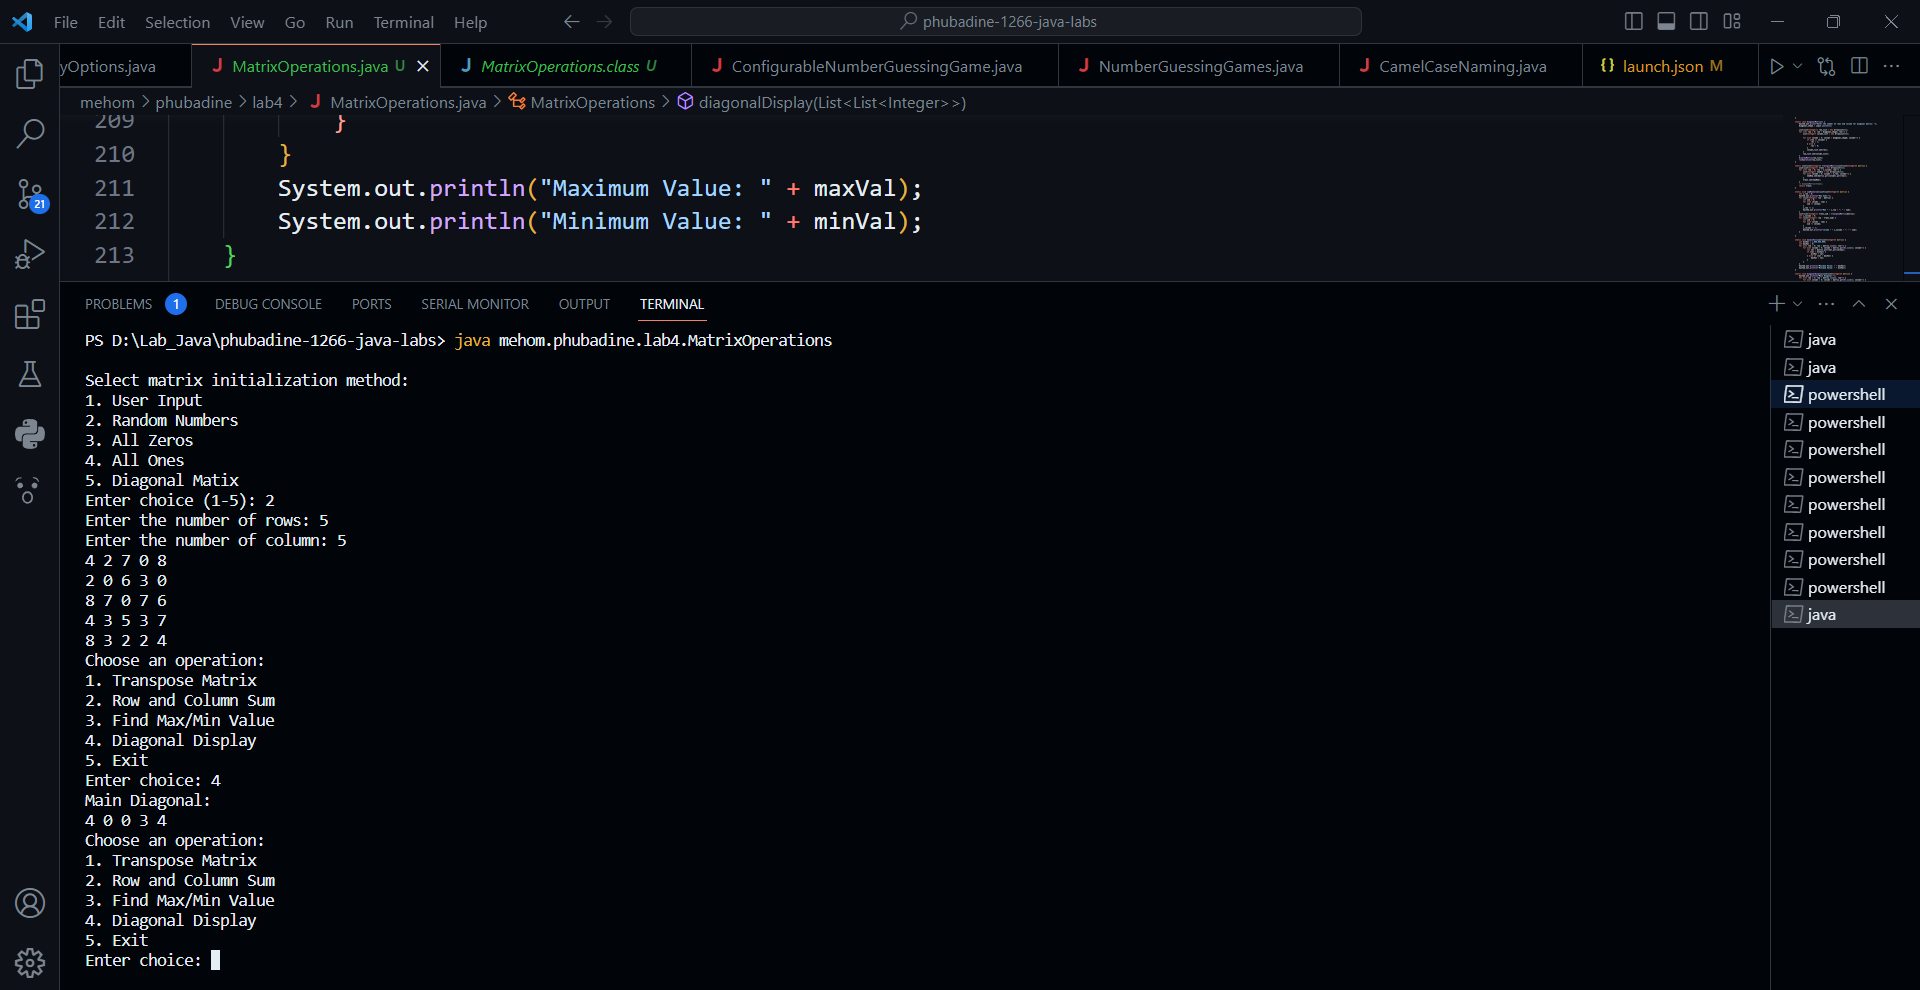 File Edit Selection View Go Run Terminal Help
phubadine-1266-java-labs
yOptions.java
MatrixOperations.java U
MatrixOperations.class U
ConfigurableNumberGuessingGame.java
NumberGuessingGames.java
CamelCaseNaming.java
{} launch.json M
mehom > phubadine > lab4 > MatrixOperations.java > MatrixOperations > diagonalDisplay(List<List<Integer>>)
209 }
210 }
211 System.out.println("Maximum Value: " + maxVal);
212 System.out.println("Minimum Value: " + minVal);
213 }
21
PROBLEMS 1 DEBUG CONSOLE PORTS SERIAL MONITOR OUTPUT TERMINAL
PS D:\Lab_Java\phubadine-1266-java-labs> java mehom.phubadine.lab4.MatrixOperations
Select matrix initialization method:
1. User Input
2. Random Numbers
3. All Zeros
4. All Ones
5. Diagonal Matix
Enter choice (1-5): 2
Enter the number of rows: 5
Enter the number of column: 5
4 2 7 0 8
2 0 6 3 0
8 7 0 7 6
4 3 5 3 7
8 3 2 2 4
Choose an operation:
1. Transpose Matrix
2. Row and Column Sum
3. Find Max/Min Value
4. Diagonal Display
5. Exit
Enter choice: 4
Main Diagonal:
4 0 0 3 4
Choose an operation:
1. Transpose Matrix
2. Row and Column Sum
3. Find Max/Min Value
4. Diagonal Display
5. Exit
Enter choice:
java
java
powershell
powershell
powershell
powershell
powershell
powershell
powershell
powershell
java